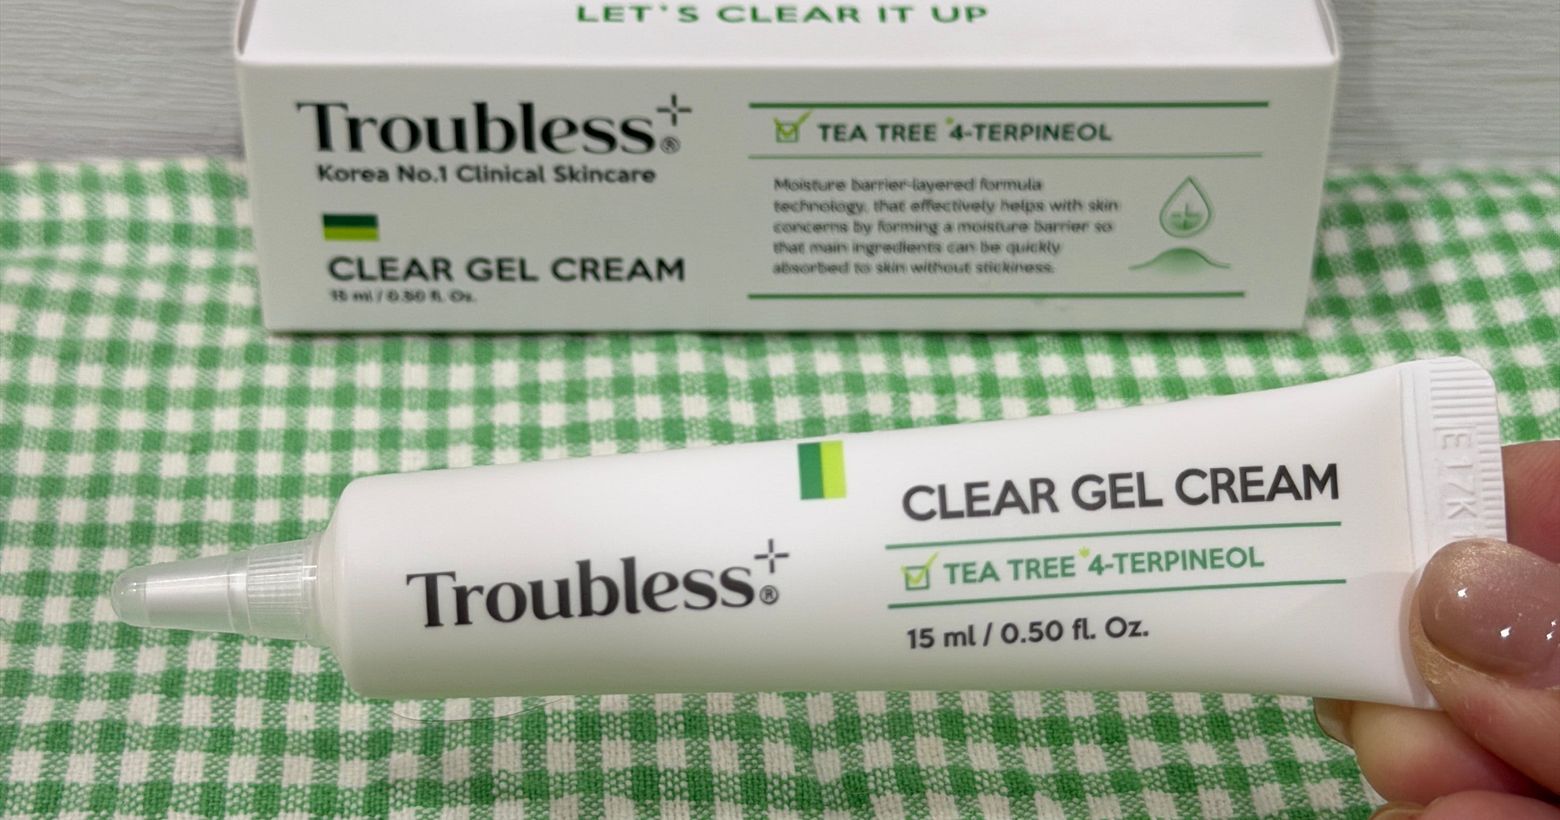 LET'S CLEAR IT UP
Troubless+®
Korea No.1 Clinical Skincare
CLEAR GEL CREAM
15 ml / 0.50 fl. Oz.
TEA TREE *4-TERPINEOL
Moisture barrier-layered formula
technology, that effectively helps with skin
concerns by forming a moisture barrier so
that main ingredients can be quickly
absorbed to skin without stickiness.
Troubless+®
CLEAR GEL CREAM
TEA TREE *4-TERPINEOL
15 ml / 0.50 fl. Oz.
E17K